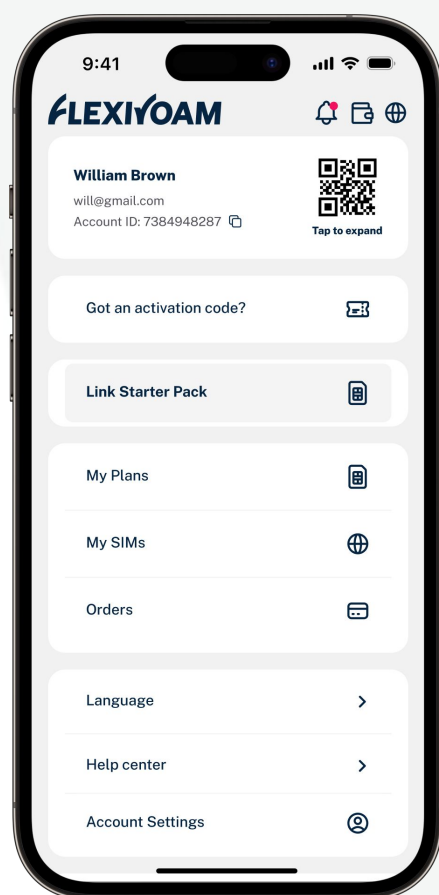 9:41
FLEXIROAM
William Brown
will@gmail.com
Account ID: 7384948287
Tap to expand
Got an activation code?
Link Starter Pack
My Plans
My SIMs
Orders
Language
Help center
Account Settings